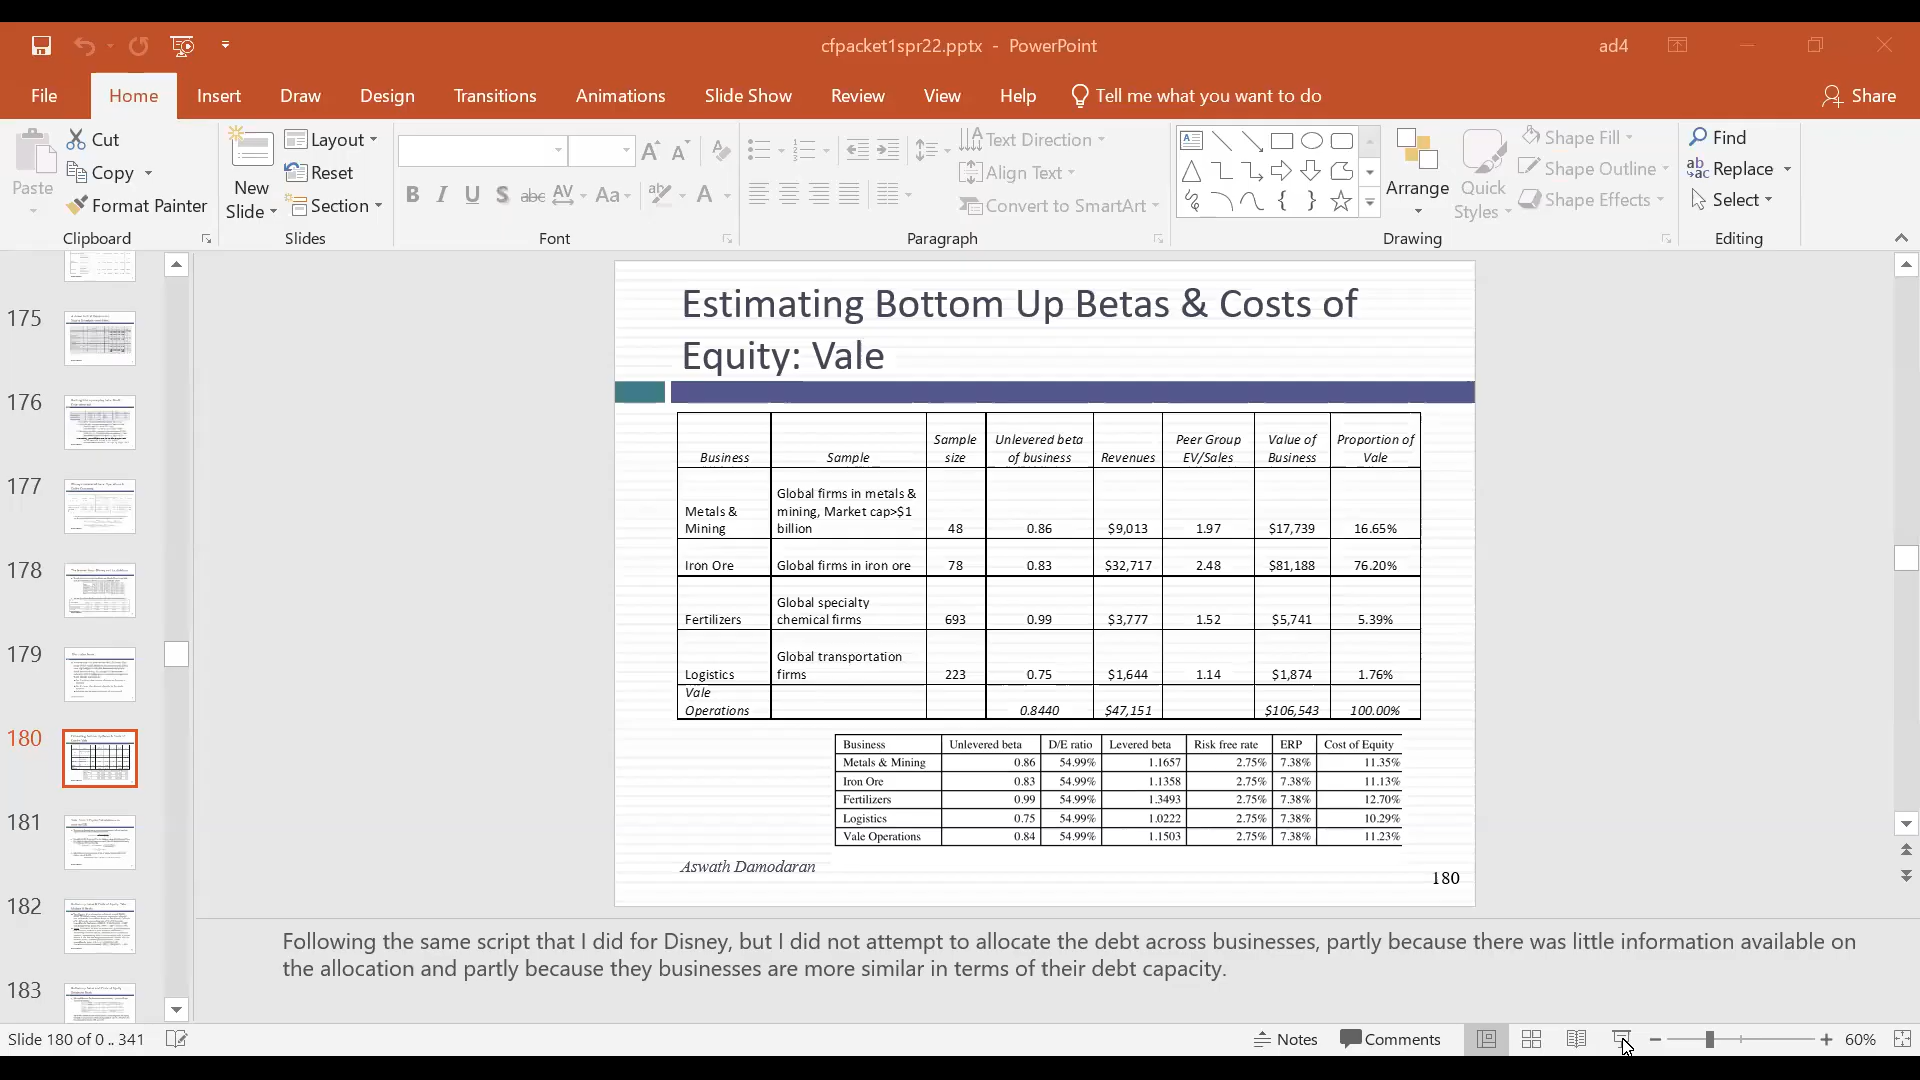 cfpacket1spr22.pptx - PowerPoint
ad4
File Home Insert Draw Design Transitions Animations Slide Show Review View Help Tell me what you want to do Share
Paste
Cut
Copy
Format Painter
Clipboard
New Slide
Layout
Reset
Section
Slides
B I U S abc AV Aa A
Font
Text Direction
Align Text
Convert to SmartArt
Paragraph
Arrange
Quick Styles
Shape Fill
Shape Outline
Shape Effects
Drawing
Find
Replace
Select
Editing
175
176
177
178
179
180
181
182
183
Estimating Bottom Up Betas & Costs of
Equity: Vale
Business Sample Sample size Unlevered beta of business Revenues Peer Group EV/Sales Value of Business Proportion of Vale
Metals & Mining Global firms in metals & mining, Market cap>$1 billion 48 0.86 $9,013 1.97 $17,739 16.65%
Iron Ore Global firms in iron ore 78 0.83 $32,717 2.48 $81,188 76.20%
Fertilizers Global specialty chemical firms 693 0.99 $3,777 1.52 $5,741 5.39%
Logistics Global transportation firms 223 0.75 $1,644 1.14 $1,874 1.76%
Vale Operations 0.8440 $47,151 $106,543 100.00%
Business Unlevered beta D/E ratio Levered beta Risk free rate ERP Cost of Equity
Metals & Mining 0.86 54.99% 1.1657 2.75% 7.38% 11.35%
Iron Ore 0.83 54.99% 1.1358 2.75% 7.38% 11.13%
Fertilizers 0.99 54.99% 1.3493 2.75% 7.38% 12.70%
Logistics 0.75 54.99% 1.0222 2.75% 7.38% 10.29%
Vale Operations 0.84 54.99% 1.1503 2.75% 7.38% 11.23%
Aswath Damodaran
180
Following the same script that I did for Disney, but I did not attempt to allocate the debt across businesses, partly because there was little information available on
the allocation and partly because they businesses are more similar in terms of their debt capacity.
Slide 180 of 0 .. 341
Notes
Comments
60%